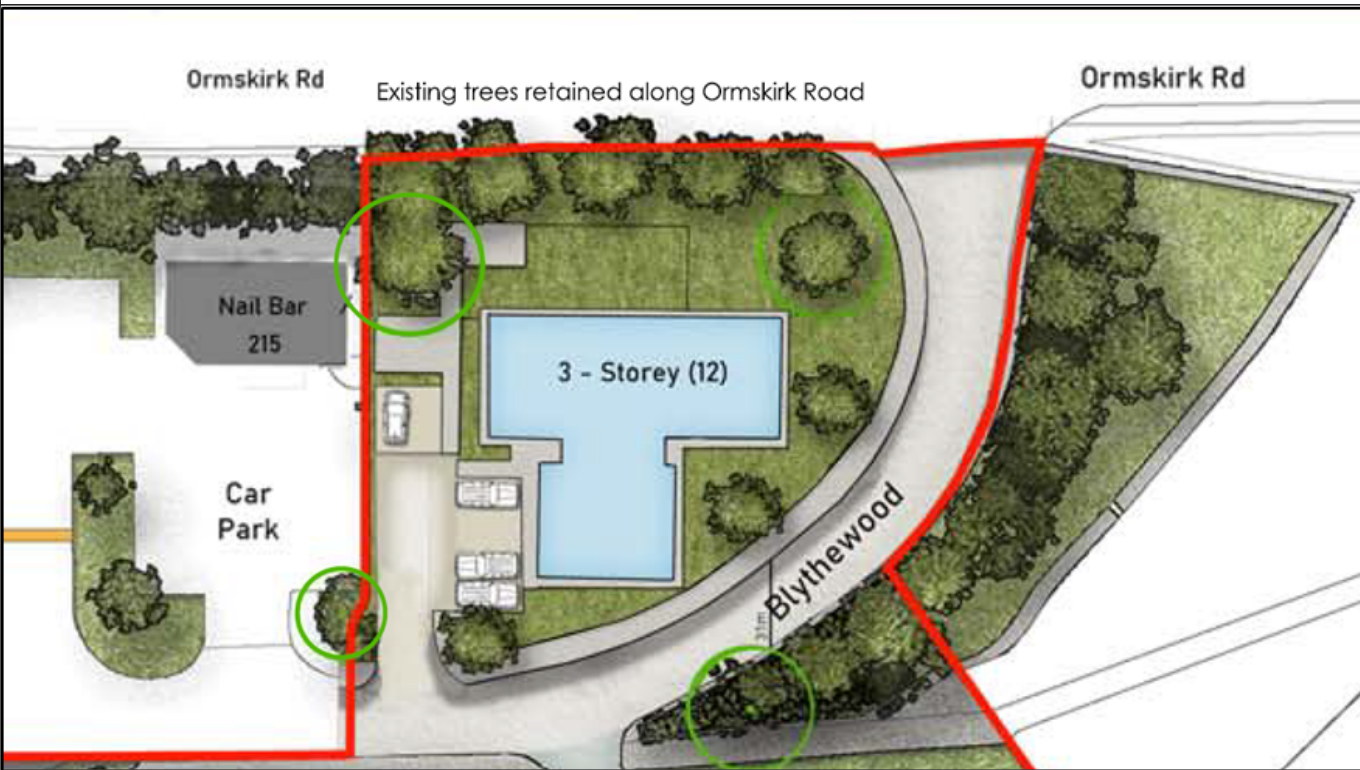 Ormskirk Rd
Existing trees retained along Ormskirk Road
Ormskirk Rd
Nail Bar
215
3 - Storey (12)
Car
Park
Blythewood
31m